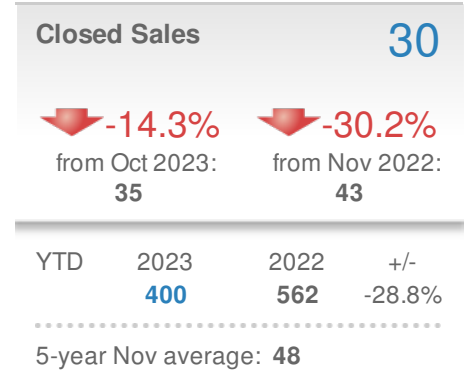 Closed Sales 30
-14.3% -30.2%
from Oct 2023: from Nov 2022:
35 43
YTD 2023 2022 +/-
400 562 -28.8%
5-year Nov average: 48